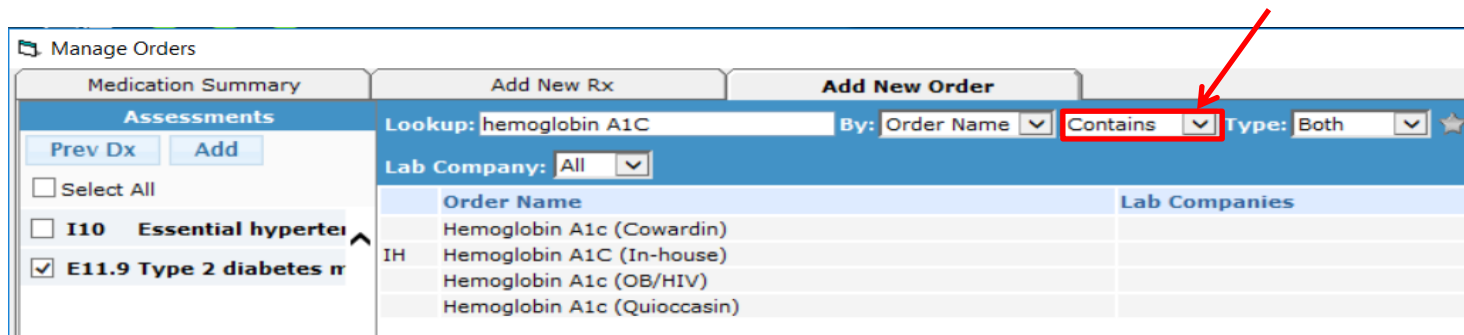 Manage Orders
Medication Summary Add New Rx Add New Order
Assessments
Prev Dx Add
Select All
I10 Essential hyperte
E11.9 Type 2 diabetes m
Lookup: hemoglobin A1C By: Order Name Contains Type: Both
Lab Company: All
Order Name Lab Companies
Hemoglobin A1c (Cowardin)
IH Hemoglobin A1C (In-house)
Hemoglobin A1c (OB/HIV)
Hemoglobin A1c (Quioccasin)